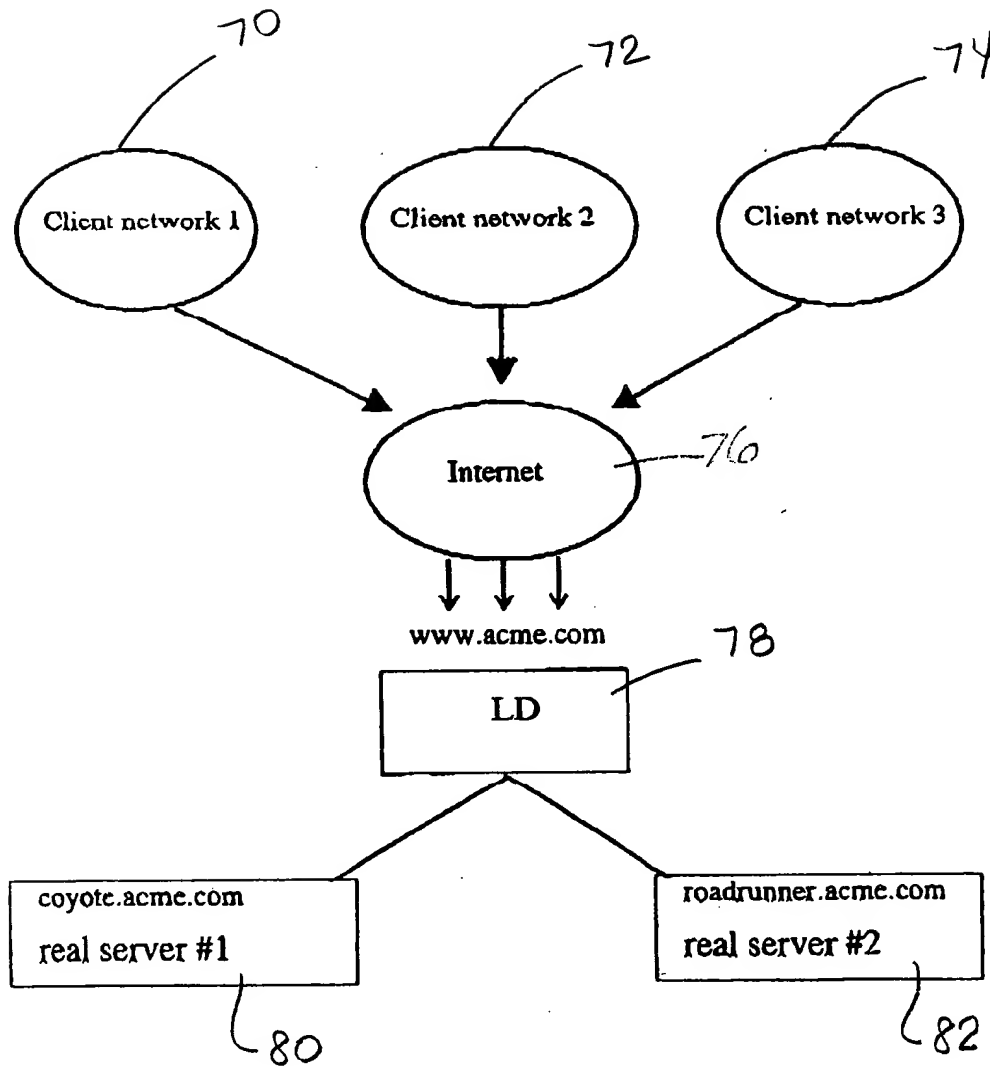 70
72
74
Client network 1
Client network 2
Client network 3
Internet
76
www.acme.com
78
LD
coyote.acme.com
real server #1
roadrunner.acme.com
real server #2
80
82